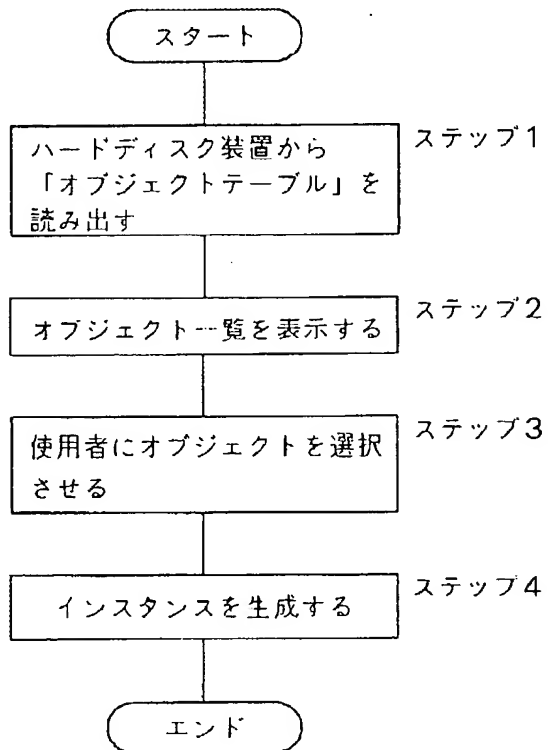 スタート
ハードディスク装置から
「オブジェクトテーブル」を
読み出す
ステップ1
オブジェクト一覧を表示する
ステップ2
使用者にオブジェクトを選択
させる
ステップ3
インスタンスを生成する
ステップ4
エンド